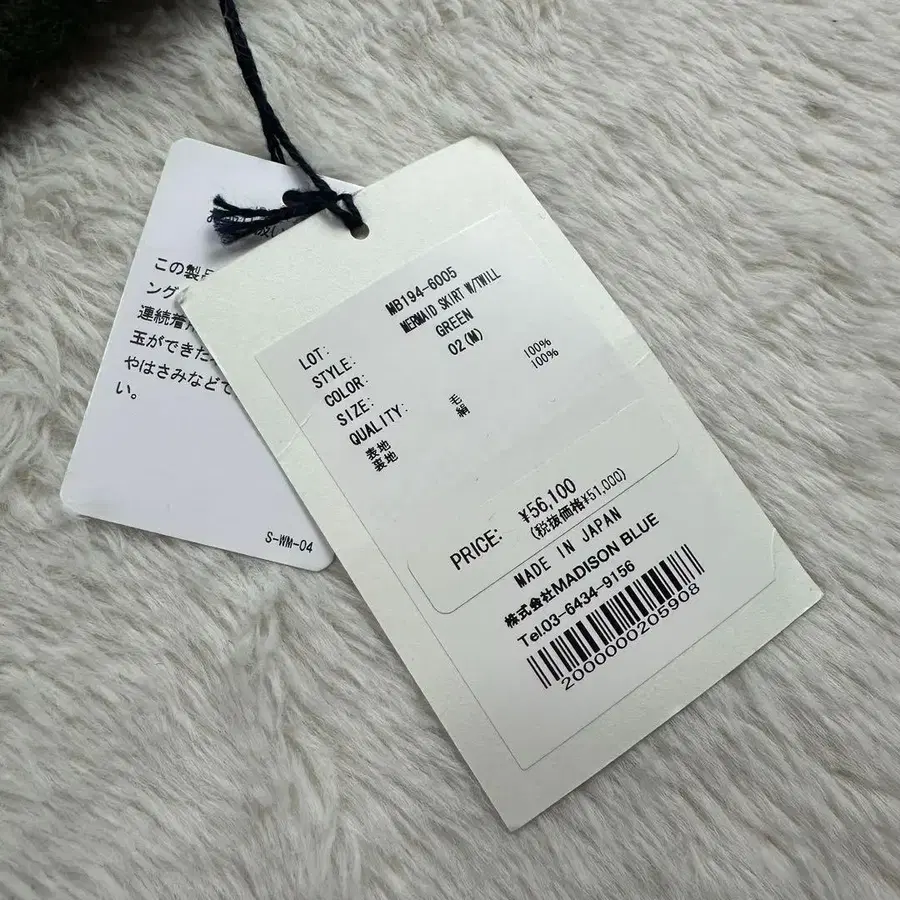 この製
ング
連続着
玉ができた
やはさみなどで
い。
S-WM-04
LOT: MB194-6005
STYLE: MERMAID SKIRT W/TWILL
COLOR: GREEN
SIZE: 02(M)
QUALITY:
表地 毛 100%
裏地 絹 100%
PRICE: ¥56,100
(税抜価格¥51,000)
MADE IN JAPAN
株式会社MADISON BLUE
Tel.03-6434-9156
2000000205908